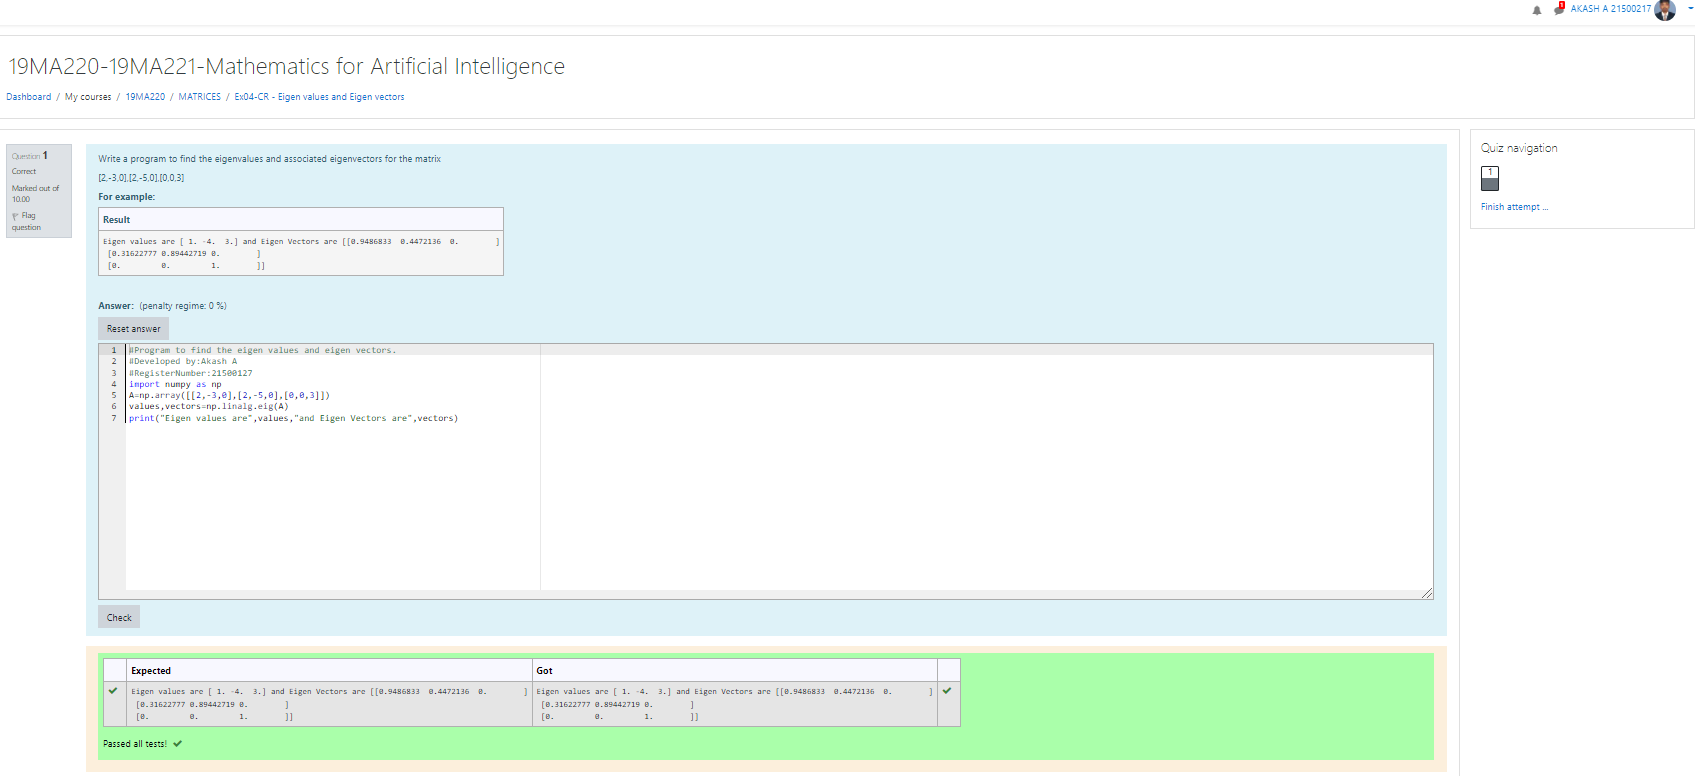 AKASH A 21500217
19MA220-19MA221-Mathematics for Artificial Intelligence
Dashboard / My courses / 19MA220 / MATRICES / Ex04-CR - Eigen values and Eigen vectors
Question 1
Correct
Marked out of
10.00
Flag
question
Write a program to find the eigenvalues and associated eigenvectors for the matrix
[2,-3,0],[2,-5,0],[0,0,3]
For example:
Result
Eigen values are [ 1. -4.  3.] and Eigen Vectors are [[0.9486833  0.4472136  0.        ]
[0.31622777 0.89442719 0.        ]
[0.         0.         1.        ]]
Answer: (penalty regime: 0 %)
Reset answer
1 #Program to find the eigen values and eigen vectors.
2 #Developed by:Akash A
3 #RegisterNumber:21500127
4 import numpy as np
5 A=np.array([[2,-3,0],[2,-5,0],[0,0,3]])
6 values,vectors=np.linalg.eig(A)
7 print("Eigen values are",values,"and Eigen Vectors are",vectors)
Check
Expected Got
Eigen values are [ 1. -4.  3.] and Eigen Vectors are [[0.9486833  0.4472136  0.        ] Eigen values are [ 1. -4.  3.] and Eigen Vectors are [[0.9486833  0.4472136  0.        ]
[0.31622777 0.89442719 0.        ] [0.31622777 0.89442719 0.        ]
[0.         0.         1.        ]] [0.         0.         1.        ]]
Passed all tests!
Quiz navigation
1
Finish attempt ...